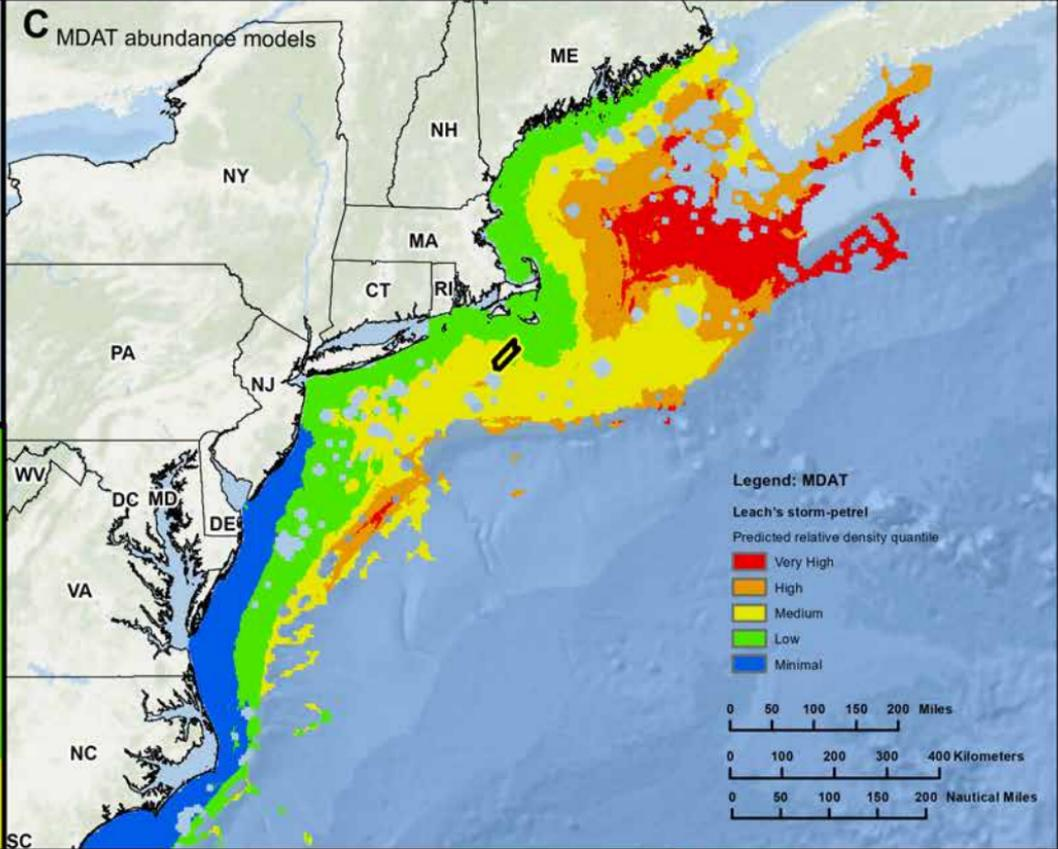 C MDAT abundance models
ME
NH
NY
MA
CT
RI
PA
NJ
WV
DC
MD
DE
VA
NC
SC
Legend: MDAT
Leach's storm-petrel
Predicted relative density quantile
Very High
High
Medium
Low
Minimal
0 50 100 150 200 Miles
0 100 200 300 400 Kilometers
0 50 100 150 200 Nautical Miles